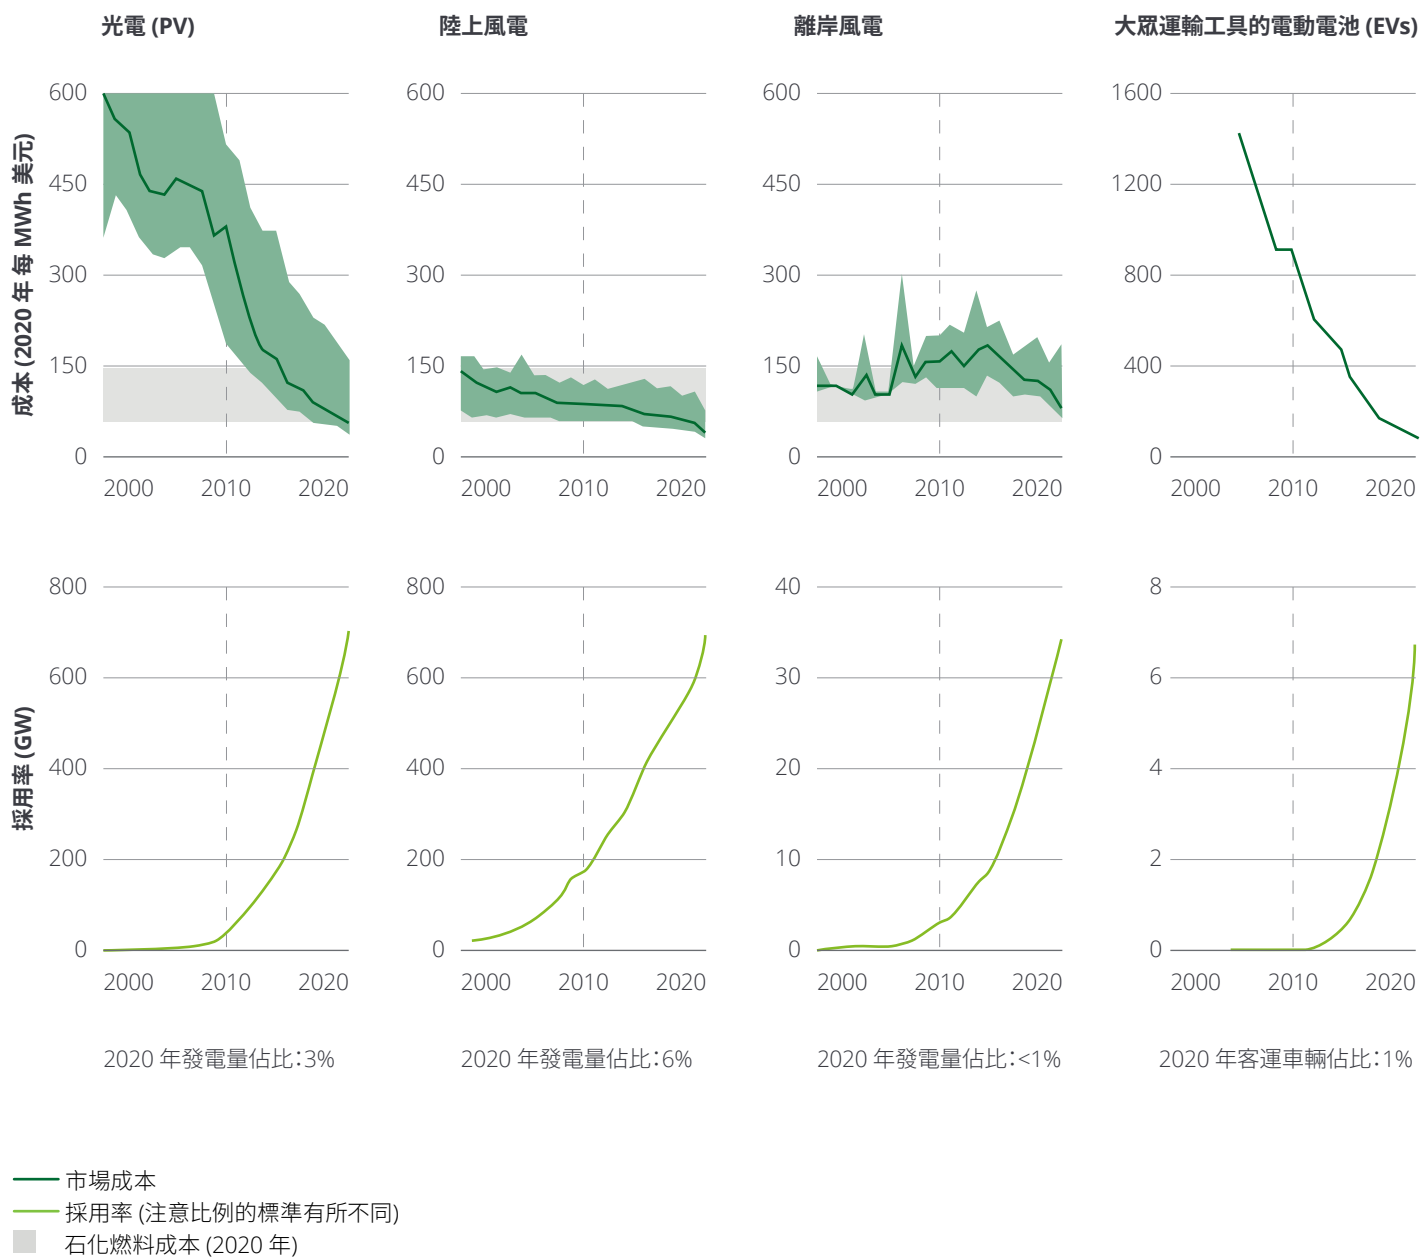 光電 (PV)
陸上風電
離岸風電
大眾運輸工具的電動電池 (EVs)
成本 (2020 年 每 MWh 美元)
600
450
300
150
0
2000 2010 2020
600
450
300
150
0
2000 2010 2020
600
450
300
150
0
2000 2010 2020
1600
1200
800
400
0
2000 2010 2020
採用率 (GW)
800
600
400
200
0
2000 2010 2020
800
600
400
200
0
2000 2010 2020
40
30
20
10
0
2000 2010 2020
8
6
4
2
0
2000 2010 2020
2020 年發電量佔比：3%
2020 年發電量佔比：6%
2020 年發電量佔比：<1%
2020 年客運車輛佔比：1%
市場成本
採用率 (注意比例的標準有所不同)
石化燃料成本 (2020 年)